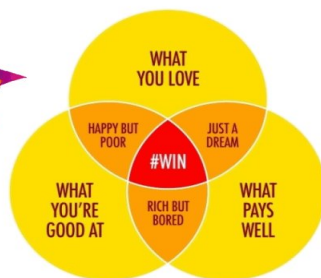 WHAT
YOU LOVE
HAPPY BUT
POOR
JUST A
DREAM
#WIN
WHAT
YOU'RE
GOOD AT
RICH BUT
BORED
WHAT
PAYS
WELL